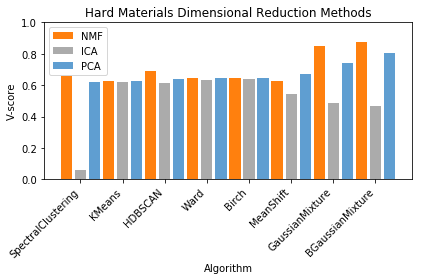 Hard Materials Dimensional Reduction Methods
1.0
0.8
0.6
0.4
0.2
0.0
V-score
NMF
ICA
PCA
SpectralClustering
KMeans
HDBSCAN
Ward
Birch
MeanShift
GaussianMixture
BGaussianMixture
Algorithm